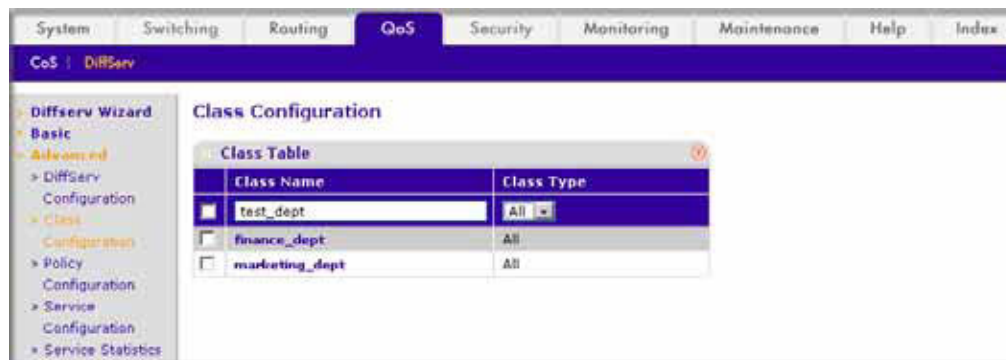 System Switching Routing QoS Security Monitoring Maintenance Help Index
CoS | DiffServ
Diffserv Wizard
Basic
Advanced
» DiffServ
Configuration
» Class
Configuration
» Policy
Configuration
» Service
Configuration
» Service Statistics
Class Configuration
Class Table
Class Name Class Type
test_dept All
finance_dept All
marketing_dept All